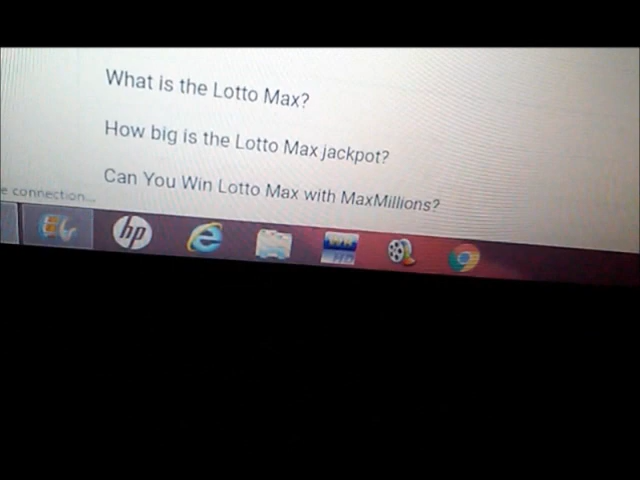 What is the Lotto Max?
How big is the Lotto Max jackpot?
Can You Win Lotto Max with MaxMillions?
e connection...
hp